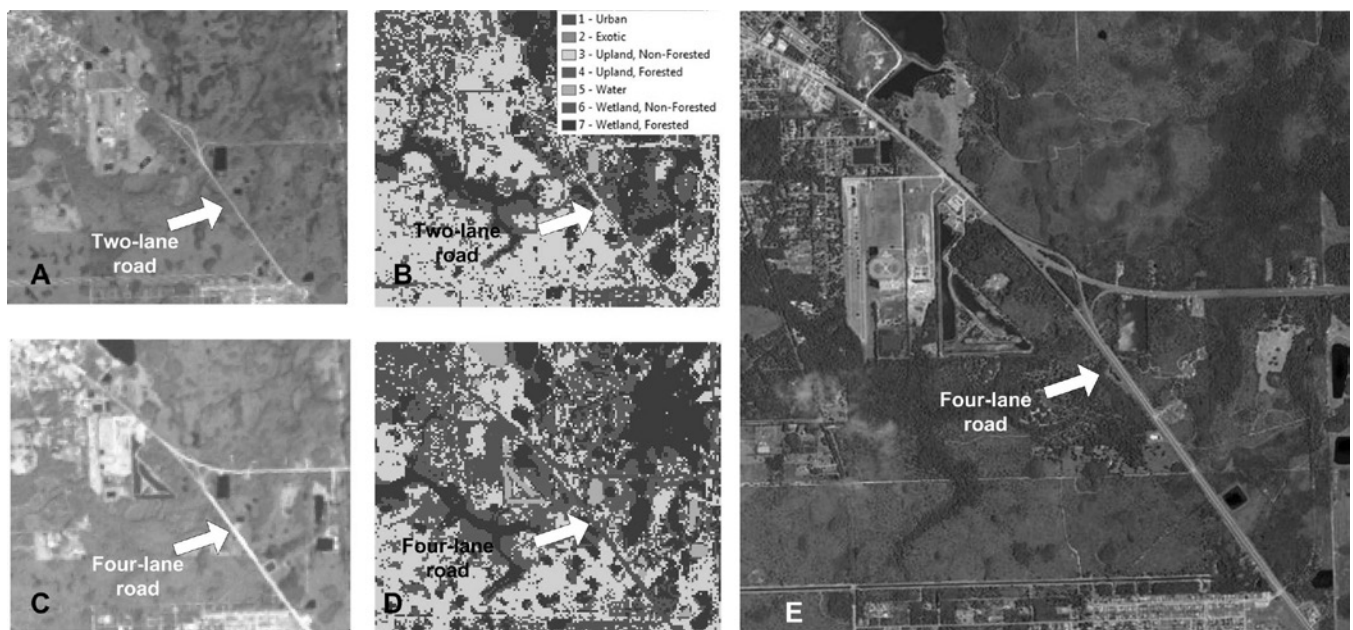 Two-lane
road
A
1 - Urban
2 - Exotic
3 - Upland, Non-Forested
4 - Upland, Forested
5 - Water
6 - Wetland, Non-Forested
7 - Wetland, Forested
Two-lane
road
B
Four-lane
road
C
Four-lane
road
D
Four-lane
road
E